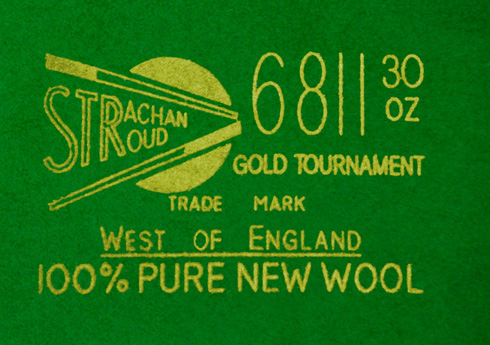 STRACHAN
STROUD
6811 30 OZ
GOLD TOURNAMENT
TRADE MARK
WEST OF ENGLAND
100% PURE NEW WOOL